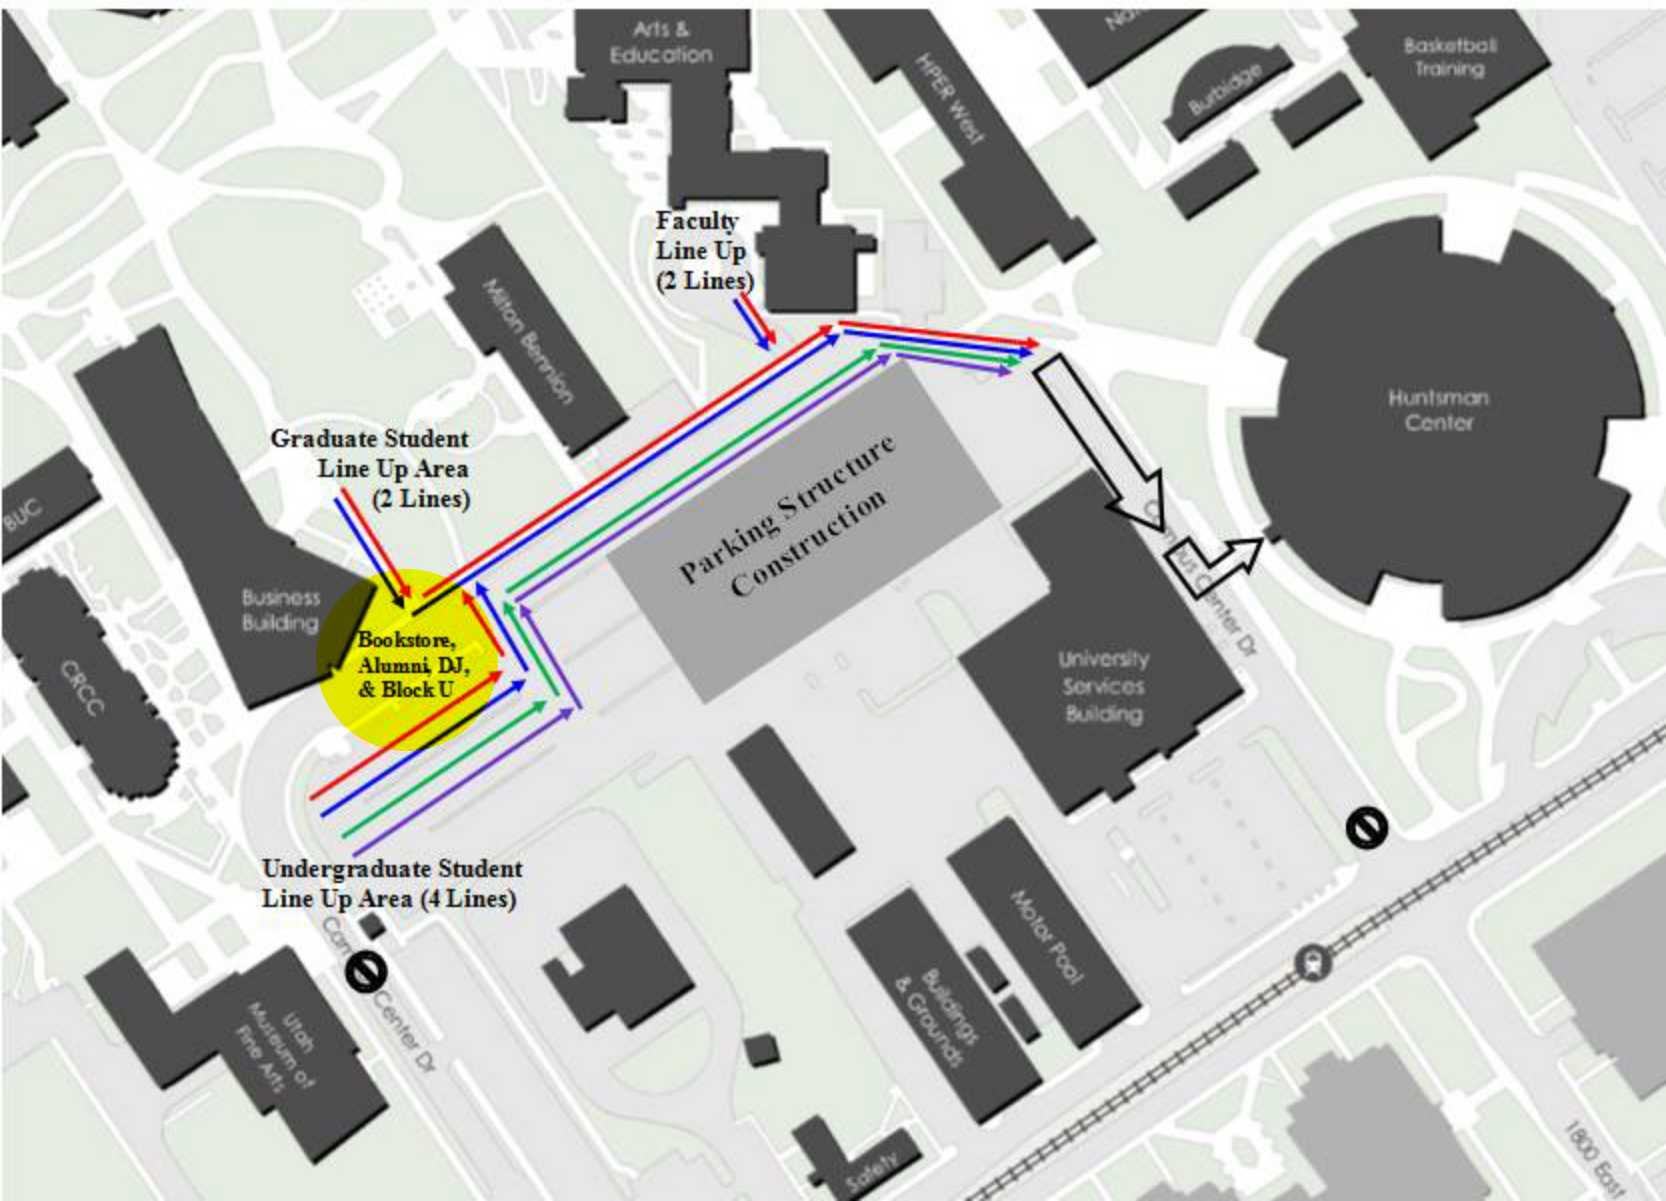 Arts &
Education
HPER West
Burbidge
Basketball
Training
Faculty
Line Up
(2 Lines)
Milton Bennion
Huntsman
Center
Graduate Student
Line Up Area
(2 Lines)
BUC
Parking Structure
Construction
Business
Building
Bookstore,
Alumni, DJ,
& Block U
CRCC
Center Dr
University
Services
Building
Undergraduate Student
Line Up Area (4 Lines)
Motor Pool
Buildings
& Grounds
Center Dr
Utah
Museum of
Fine Arts
Safety
1800 East